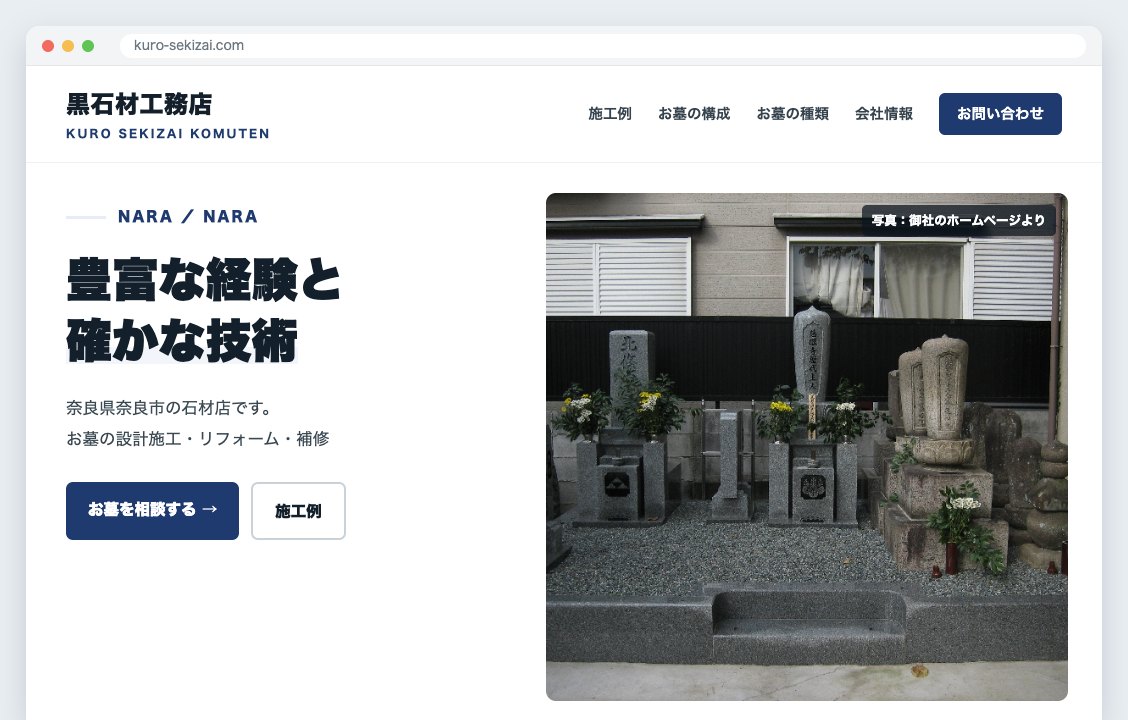 kuro-sekizai.com
黒石材工務店
KURO SEKIZAI KOMUTEN
施工例
お墓の構成
お墓の種類
会社情報
お問い合わせ
NARA ／ NARA
写真：御社のホームページより
豊富な経験と
確かな技術
奈良県奈良市の石材店です。
お墓の設計施工・リフォーム・補修
お墓を相談する →
施工例